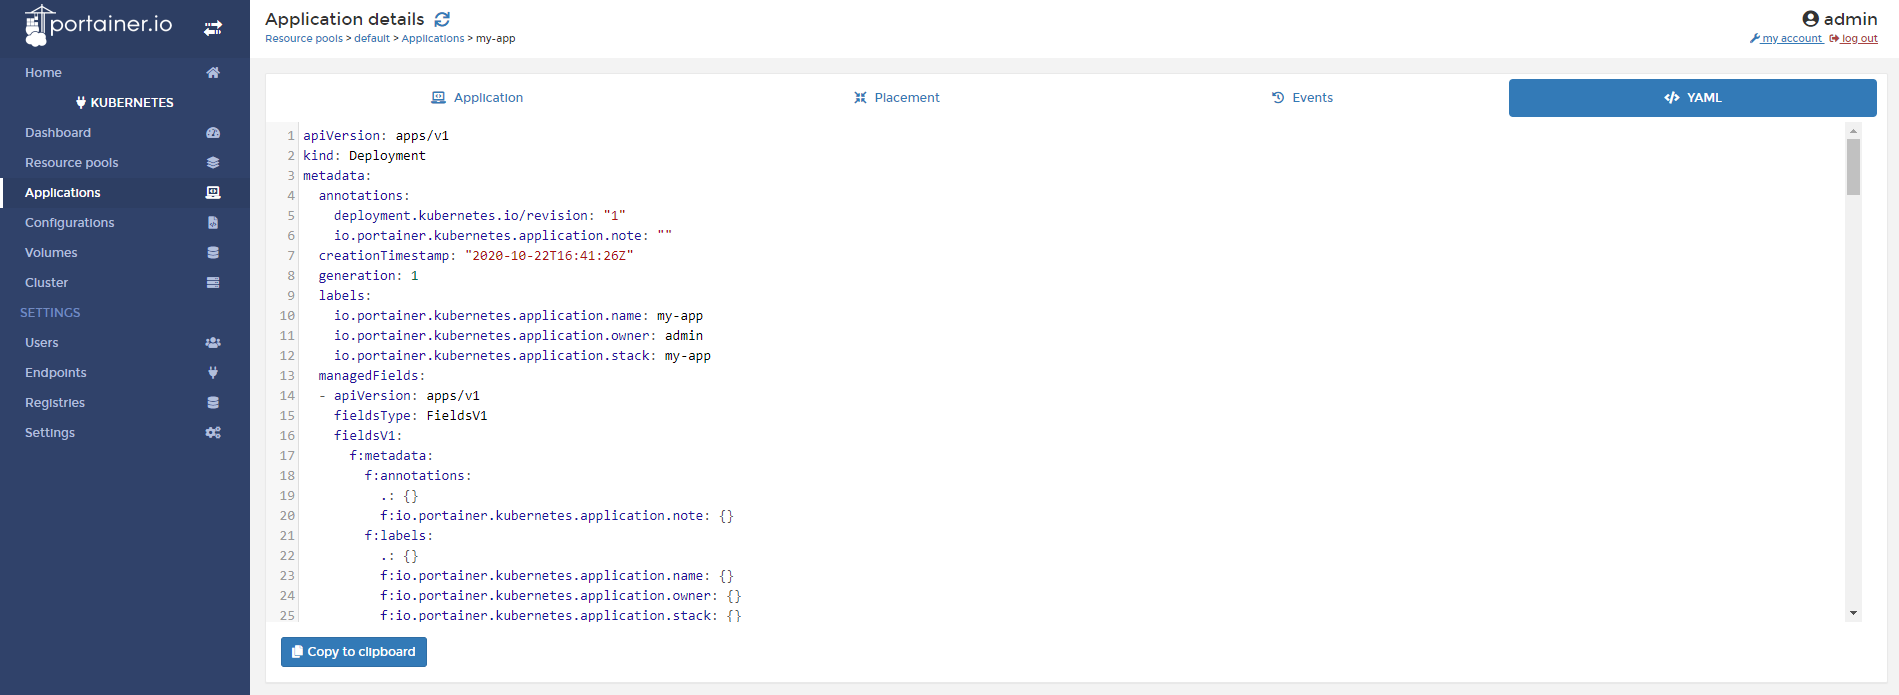 portainer.io
Home
KUBERNETES
Dashboard
Resource pools
Applications
Configurations
Volumes
Cluster
SETTINGS
Users
Endpoints
Registries
Settings
Application details
Resource pools > default > Applications > my-app
admin
my account log out
Application Placement Events YAML
1 apiVersion: apps/v1
2 kind: Deployment
3 metadata:
4   annotations:
5     deployment.kubernetes.io/revision: "1"
6     io.portainer.kubernetes.application.note: ""
7   creationTimestamp: "2020-10-22T16:41:26Z"
8   generation: 1
9   labels:
10     io.portainer.kubernetes.application.name: my-app
11     io.portainer.kubernetes.application.owner: admin
12     io.portainer.kubernetes.application.stack: my-app
13   managedFields:
14   - apiVersion: apps/v1
15     fieldsType: FieldsV1
16     fieldsV1:
17       f:metadata:
18         f:annotations:
19           .: {}
20           f:io.portainer.kubernetes.application.note: {}
21         f:labels:
22           .: {}
23           f:io.portainer.kubernetes.application.name: {}
24           f:io.portainer.kubernetes.application.owner: {}
25           f:io.portainer.kubernetes.application.stack: {}
Copy to clipboard